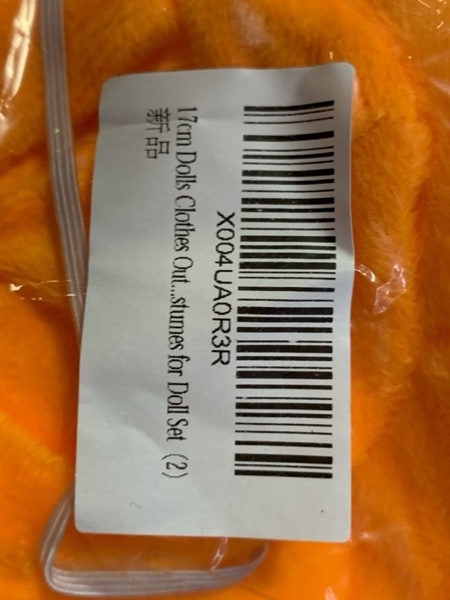 X004UA0R3R
17cm Dolls Clothes Out...stumes for Doll Set（2）
新品